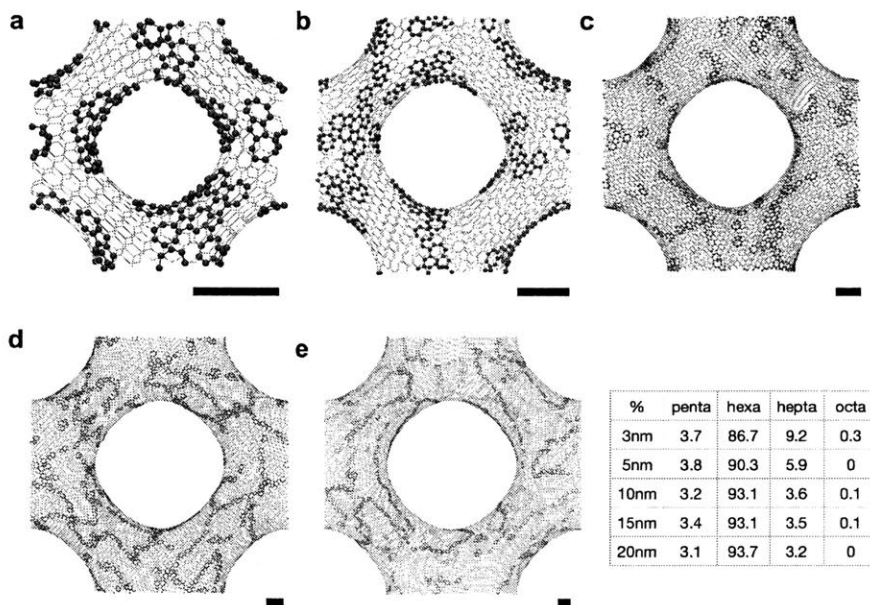 a
b
c
d
e
% penta hexa hepta octa
3nm 3.7 86.7 9.2 0.3
5nm 3.8 90.3 5.9 0
10nm 3.2 93.1 3.6 0.1
15nm 3.4 93.1 3.5 0.1
20nm 3.1 93.7 3.2 0